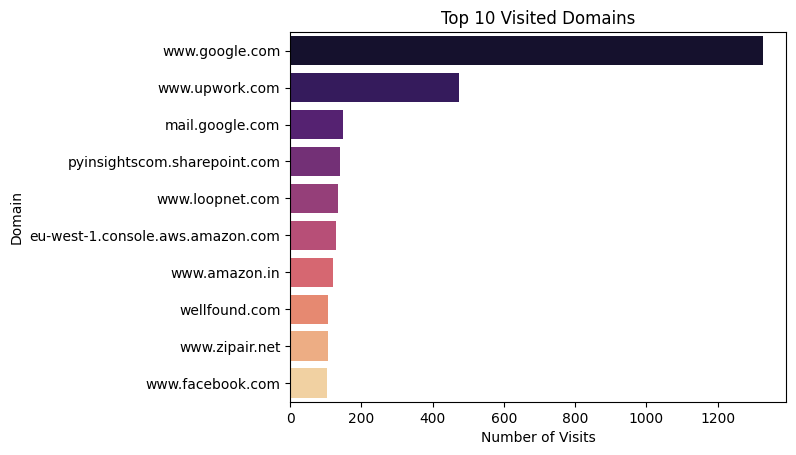 Top 10 Visited Domains
Domain
www.google.com
www.upwork.com
mail.google.com
pyinsightscom.sharepoint.com
www.loopnet.com
eu-west-1.console.aws.amazon.com
www.amazon.in
wellfound.com
www.zipair.net
www.facebook.com
0 200 400 600 800 1000 1200
Number of Visits